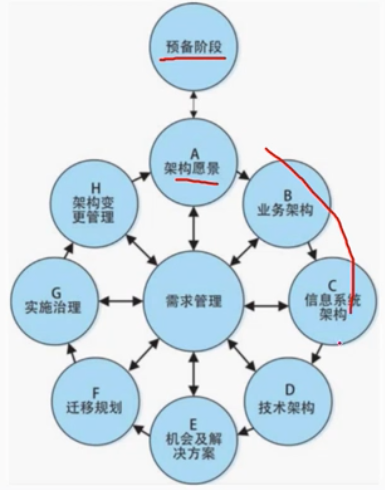 预备阶段
A
架构愿景
B
业务架构
C
信息系统
架构
D
技术架构
E
机会及解
决方案
F
迁移规划
G
实施治理
H
架构变
更管理
需求管理